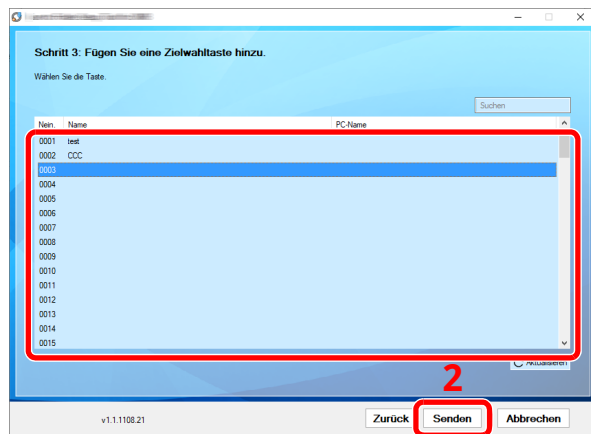 Schritt 3: Fügen Sie eine Zielwahltaste hinzu.
Wählen Sie die Taste.
Suchen
Nein. Name PC-Name
0001 test
0002 CCC
0003
0004
0005
0006
0007
0008
0009
0010
0011
0012
0013
0014
0015
Aktualisieren
2
v1.1.1108.21 Zurück Senden Abbrechen